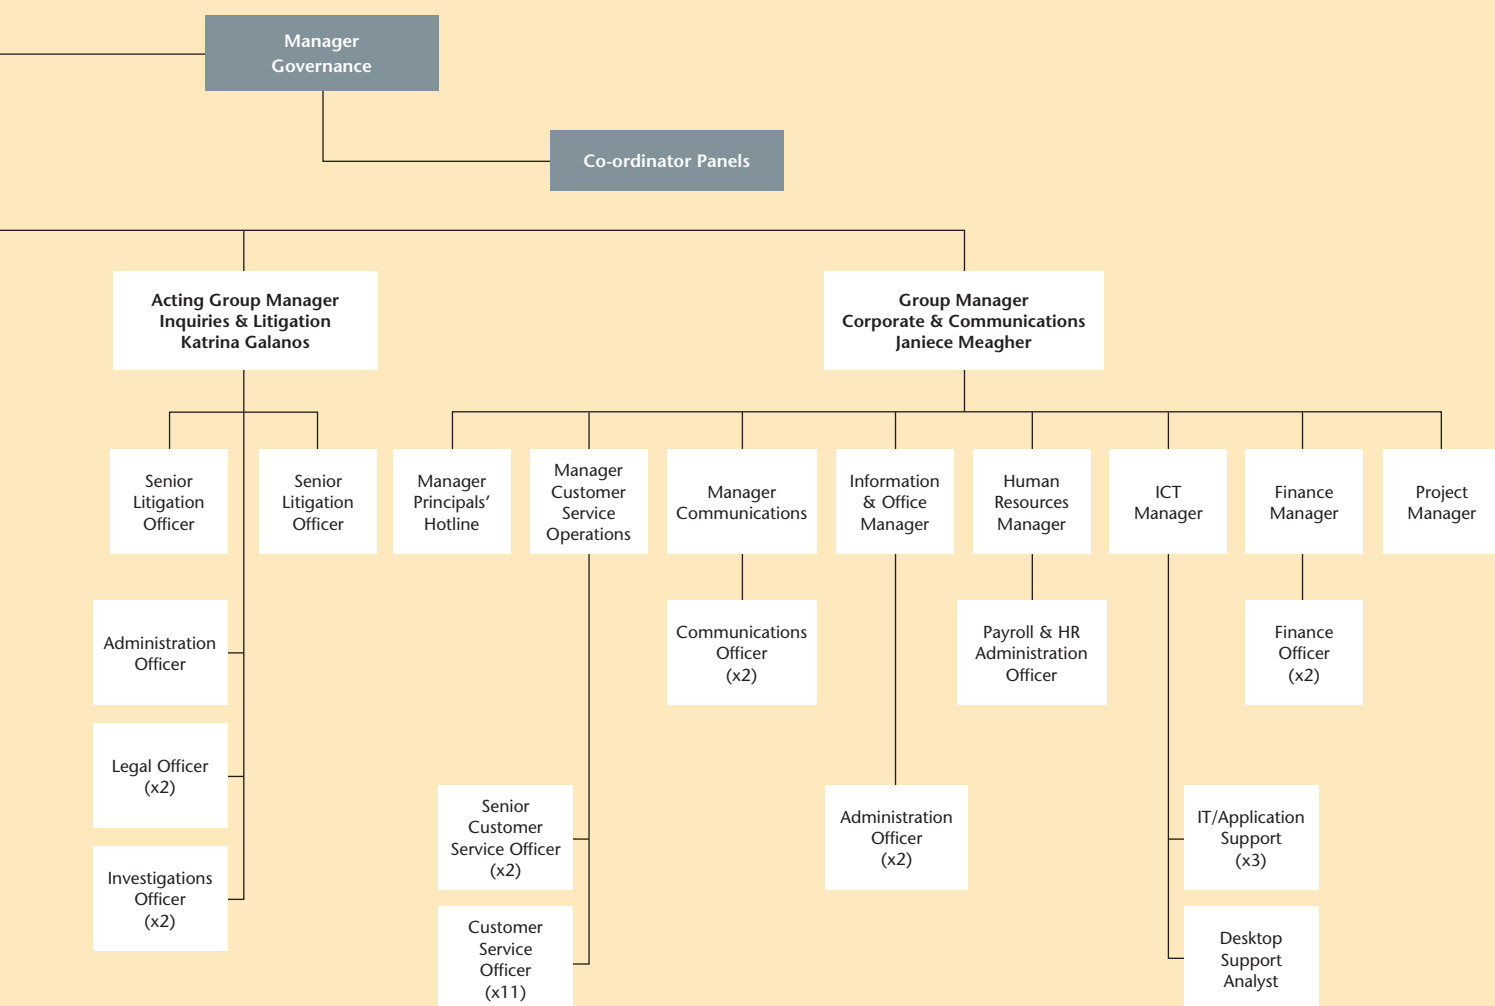 Manager
Governance
Co-ordinator Panels
Acting Group Manager
Inquiries & Litigation
Katrina Galanos
Group Manager
Corporate & Communications
Janiece Meagher
Senior
Litigation
Officer
Senior
Litigation
Officer
Manager
Principals’
Hotline
Manager
Customer
Service
Operations
Manager
Communications
Information
& Office
Manager
Human
Resources
Manager
ICT
Manager
Finance
Manager
Project
Manager
Administration
Officer
Communications
Officer
(x2)
Payroll & HR
Administration
Officer
Finance
Officer
(x2)
Legal Officer
(x2)
Senior
Customer
Service Officer
(x2)
Administration
Officer
(x2)
IT/Application
Support
(x3)
Investigations
Officer
(x2)
Customer
Service
Officer
(x11)
Desktop
Support
Analyst